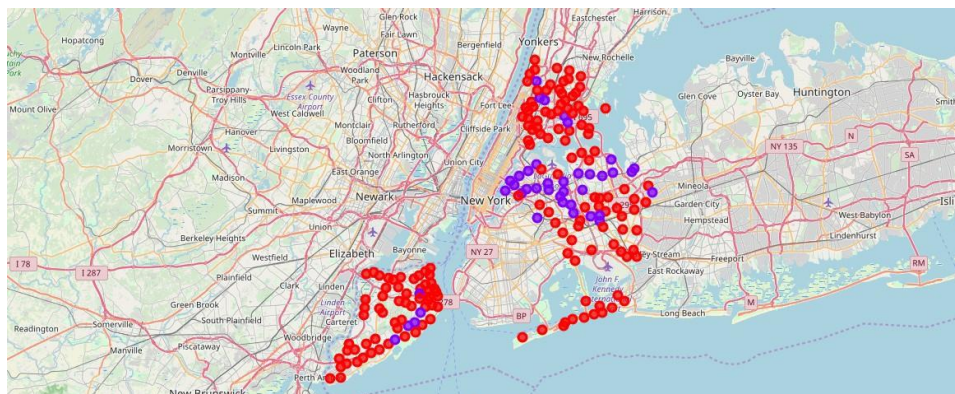 Hopatcong
Glen Rock
Eastchester
Harrison
Wayne
Fair Lawn
Yonkers
Montville
Lincoln Park
Paterson
Bergenfield
New Rochelle
Bayville
Dover
Denville
Woodland
Park
Parsippany-
Troy Hills
Essex County
Airport
Clifton
Hackensack
Hasbrouck
Heights
Fort Lee
Glen Cove
Oyster Bay
Huntington
Mount Olive
West Caldwell
Hanover
Montclair
Rutherford
Cliffside Park
Bloomfield
Morristown
Livingston
North Arlington
NY 135
N
Madison
East Orange
Union City
Mineola
SA
Summit
Maplewood
Newark
New York
Garden City
Hempstead
Union
West Babylon
Berkeley Heights
Lindenhurst
Elizabeth
Bayonne
NY 27
Freeport
I 78
I 287
Westfield
East Rockaway
RM
Plainfield
Clark
Linden
John F.
Kennedy
Linden
Airport
78
Green Brook
Carteret
BP
M
Long Beach
Somerville
South Plainfield
Readington
Manville
Piscataway
Woodbridge
Perth Am
New Brunswick